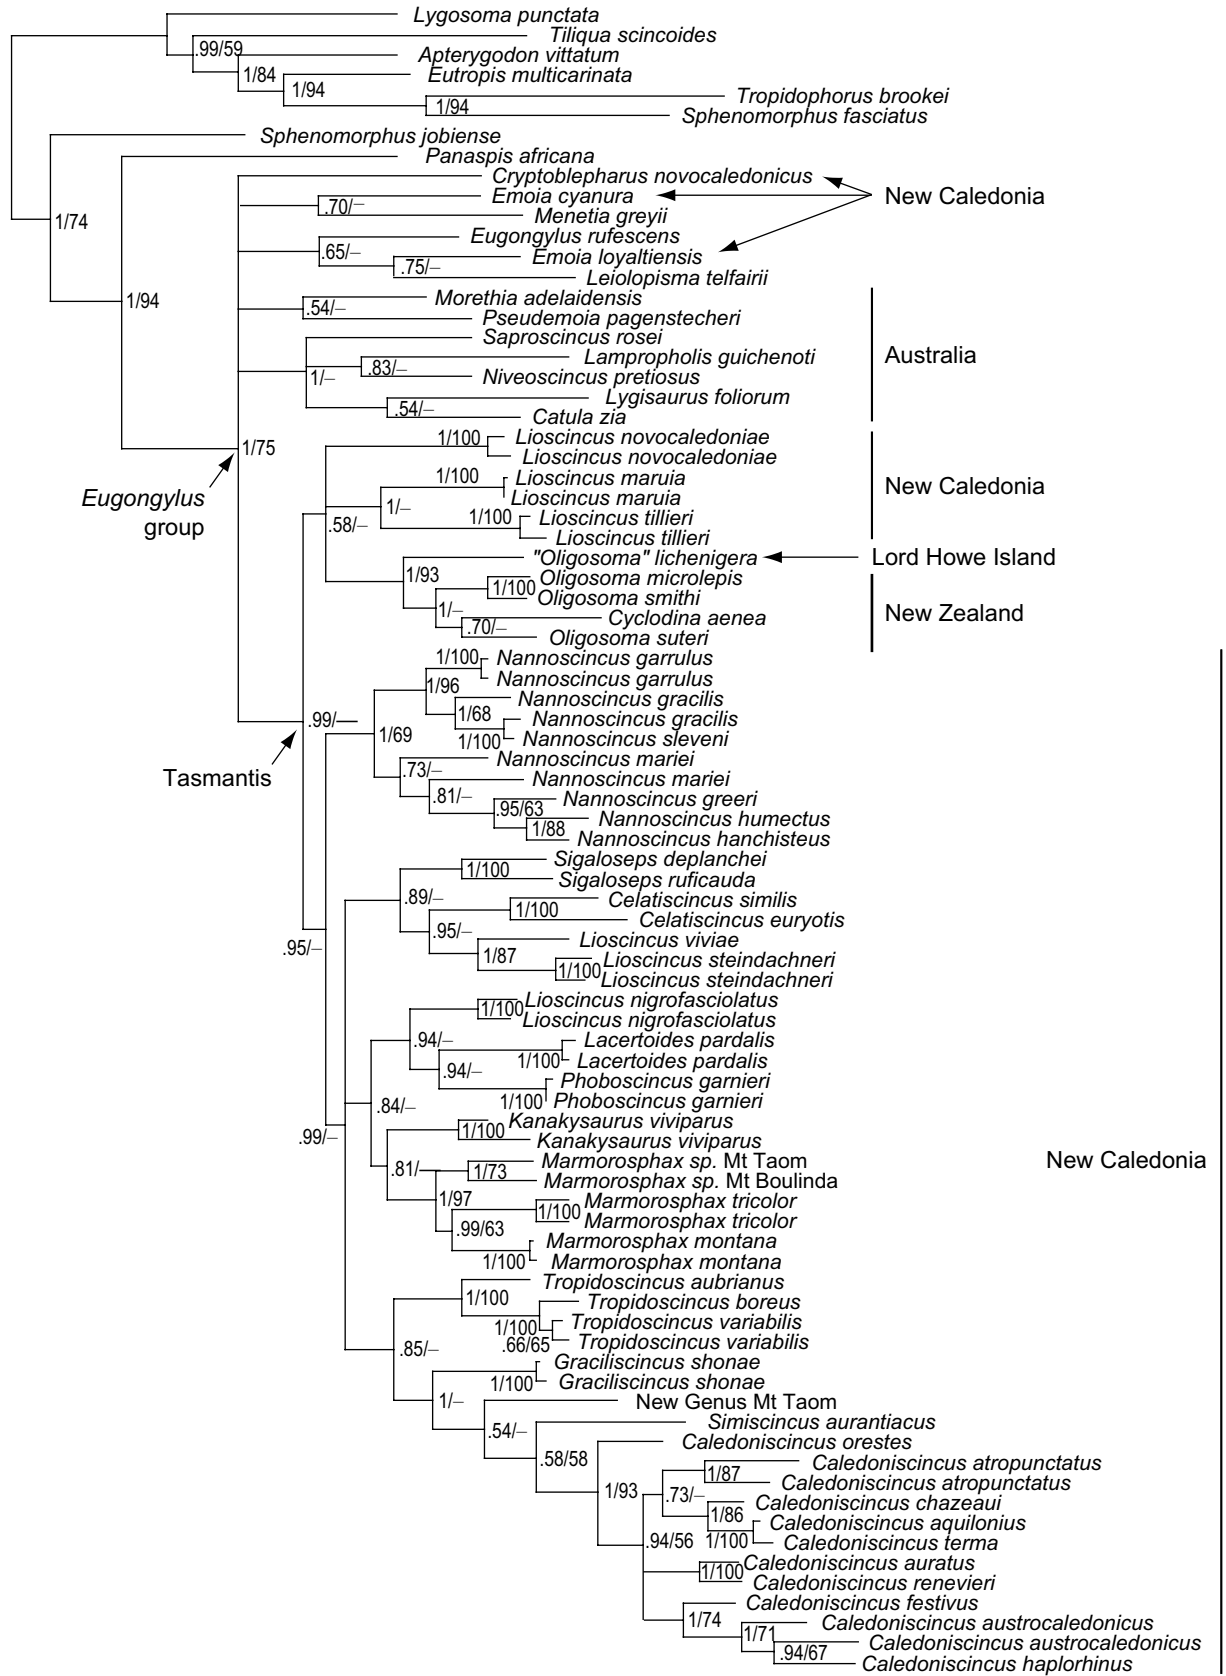 Lygosoma punctata
Tiliqua scincoides
.99/59
Apterygodon vittatum
1/84
Eutropis multicarinata
1/94
Tropidophorus brookei
1/94
Sphenomorphus fasciatus
Sphenomorphus jobiense
Panaspis africana
Cryptoblepharus novocaledonicus
Emoia cyanura
New Caledonia
.70/–
Menetia greyii
1/74
Eugongylus rufescens
.65/–
Emoia loyaltiensis
.75/–
Leiolopisma telfairii
1/94
Morethia adelaidensis
.54/–
Pseudemoia pagenstecheri
Saproscincus rosei
Lampropholis guichenoti
Australia
.83/–
1/–
Niveoscincus pretiosus
Lygisaurus foliorum
.54/–
Catula zia
1/100
Lioscincus novocaledoniae
1/75
Lioscincus novocaledoniae
1/100
Lioscincus maruia
New Caledonia
Eugongylus
group
Lioscincus maruia
1/–
1/100
Lioscincus tillieri
.58/–
Lioscincus tillieri
"Oligosoma" lichenigera
Lord Howe Island
1/93
Oligosoma microlepis
1/100
Oligosoma smithi
1/–
Cyclodina aenea
New Zealand
.70/–
Oligosoma suteri
1/100
Nannoscincus garrulus
Nannoscincus garrulus
1/96
Nannoscincus gracilis
1/68
Nannoscincus gracilis
.99/—
1/69
1/100
Nannoscincus sleveni
Nannoscincus mariei
.73/–
Tasmantis
Nannoscincus mariei
.81/–
Nannoscincus greeri
.95/63
Nannoscincus humectus
1/88
Nannoscincus hanchisteus
Sigaloseps deplanchei
1/100
Sigaloseps ruficauda
.89/–
Celatiscincus similis
1/100
Celatiscincus euryotis
.95/–
.95/–
Lioscincus viviae
1/87
Lioscincus steindachneri
1/100
Lioscincus steindachneri
Lioscincus nigrofasciolatus
1/100
Lioscincus nigrofasciolatus
.94/–
Lacertoides pardalis
1/100
Lacertoides pardalis
.94/–
Phoboscincus garnieri
1/100
Phoboscincus garnieri
.84/–
Kanakysaurus viviparus
1/100
.99/–
Kanakysaurus viviparus
Marmorosphax sp. Mt Taom
New Caledonia
.81/—
1/73
Marmorosphax sp. Mt Boulinda
1/97
Marmorosphax tricolor
1/100
Marmorosphax tricolor
.99/63
Marmorosphax montana
1/100
Marmorosphax montana
Tropidoscincus aubrianus
1/100
Tropidoscincus boreus
1/100
Tropidoscincus variabilis
.66/65
Tropidoscincus variabilis
.85/–
Graciliscincus shonae
1/100
Graciliscincus shonae
1/–
New Genus Mt Taom
Simiscincus aurantiacus
.54/–
Caledoniscincus orestes
.58/58
Caledoniscincus atropunctatus
1/87
Caledoniscincus atropunctatus
1/93
.73/–
Caledoniscincus chazeaui
1/86
Caledoniscincus aquilonius
.94/56
1/100
Caledoniscincus terma
Caledoniscincus auratus
1/100
Caledoniscincus renevieri
Caledoniscincus festivus
1/74
Caledoniscincus austrocaledonicus
1/71
Caledoniscincus austrocaledonicus
.94/67
Caledoniscincus haplorhinus